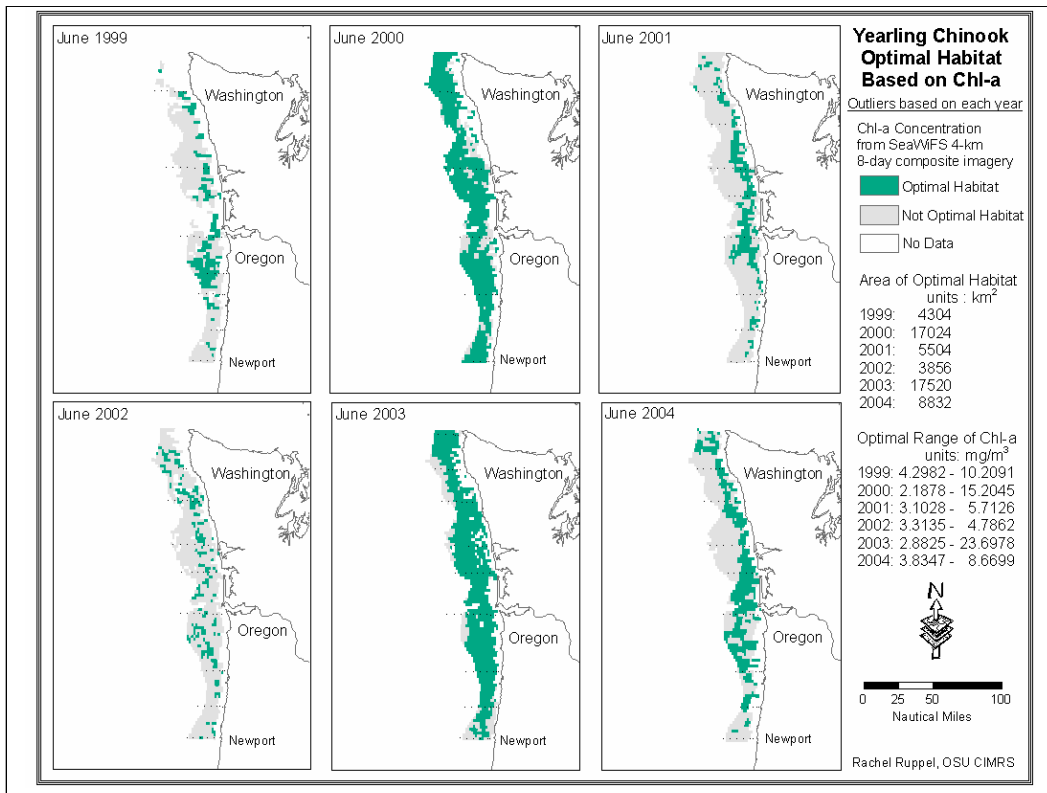 June 1999
Washington
Oregon
Newport
June 2000
Washington
Oregon
Newport
June 2001
Washington
Oregon
Newport
June 2002
Washington
Oregon
Newport
June 2003
Washington
Oregon
Newport
June 2004
Washington
Oregon
Newport
Yearling Chinook
Optimal Habitat
Based on Chl-a
Outliers based on each year
Chl-a Concentration
from SeaWiFS 4-km
8-day composite imagery
Optimal Habitat
Not Optimal Habitat
No Data
Area of Optimal Habitat
units : km²
1999: 4304
2000: 17024
2001: 5504
2002: 3856
2003: 17520
2004: 8832
Optimal Range of Chl-a
units: mg/m³
1999: 4.2982 - 10.2091
2000: 2.1878 - 15.2045
2001: 3.1028 - 5.7126
2002: 3.3135 - 4.7862
2003: 2.8825 - 23.6978
2004: 3.8347 - 8.6699
N
0 25 50 100
Nautical Miles
Rachel Ruppel, OSU CIMRS